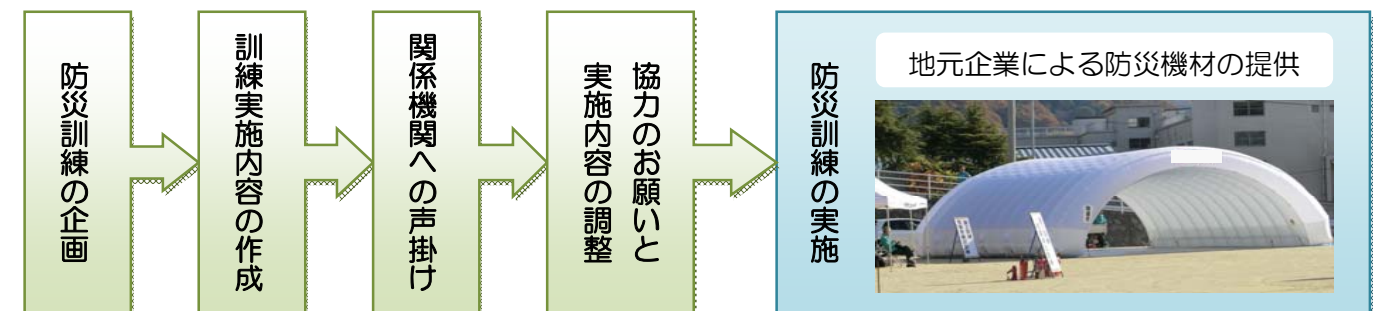 防災訓練の企画
訓練実施内容の作成
関係機関への声掛け
協力のお願いと
実施内容の調整
防災訓練の実施
地元企業による防災機材の提供